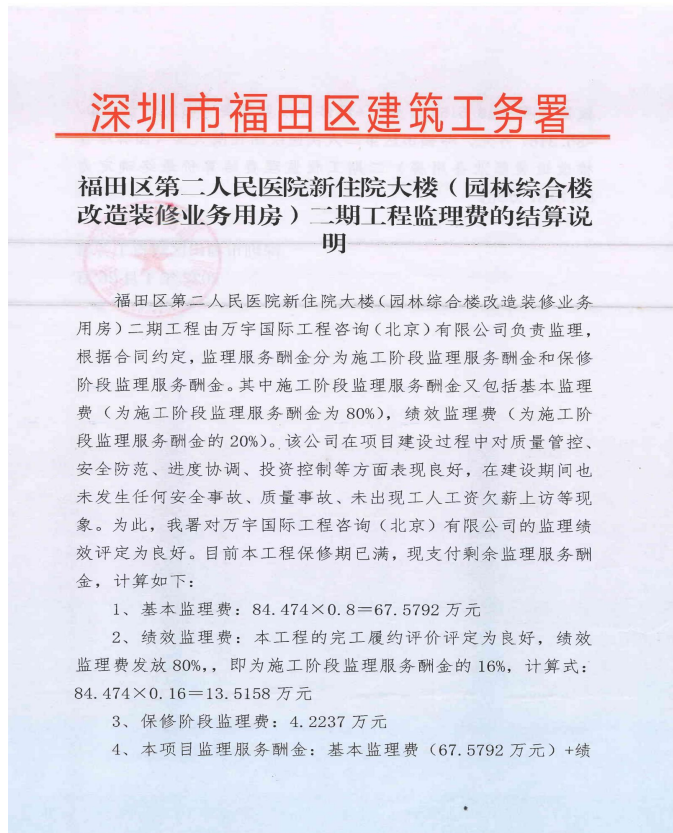 深圳市福田区建筑工务署
福田区第二人民医院新住院大楼（园林综合楼
改造装修业务用房）二期工程监理费的结算说
明
福田区第二人民医院新住院大楼（园林综合楼改造装修业务
用房）二期工程由万宇国际工程咨询（北京）有限公司负责监理，
根据合同约定，监理服务酬金分为施工阶段监理服务酬金和保修
阶段监理服务酬金。其中施工阶段监理服务酬金又包括基本监理
费（为施工阶段监理服务酬金为80%），绩效监理费（为施工阶
段监理服务酬金的20%）。该公司在项目建设过程中对质量管控、
安全防范、进度协调、投资控制等方面表现良好，在建设期间也
未发生任何安全事故、质量事故、未出现工人工资欠薪上访等现
象。为此，我署对万宇国际工程咨询（北京）有限公司的监理绩
效评定为良好。目前本工程保修期已满，现支付剩余监理服务酬
金，计算如下：
1、基本监理费：84.474×0.8＝67.5792万元
2、绩效监理费：本工程的完工履约评价评定为良好，绩效
监理费发放80%，，即为施工阶段监理服务酬金的16%，计算式：
84.474×0.16＝13.5158万元
3、保修阶段监理费：4.2237万元
4、本项目监理服务酬金：基本监理费（67.5792万元）+绩